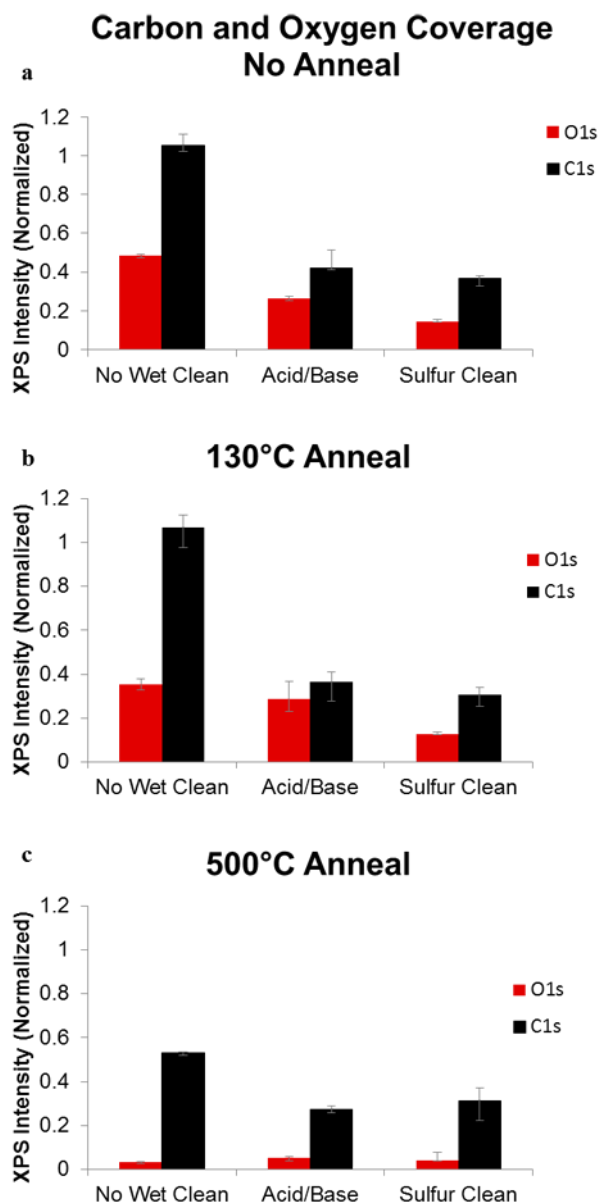 Carbon and Oxygen Coverage
No Anneal
a
1.2
1
0.8
0.6
0.4
0.2
0
XPS Intensity (Normalized)
O1s
C1s
No Wet Clean Acid/Base Sulfur Clean
b
130°C Anneal
1.2
1
0.8
0.6
0.4
0.2
0
XPS Intensity (Normalized)
O1s
C1s
No Wet Clean Acid/Base Sulfur Clean
c
500°C Anneal
1.2
1
0.8
0.6
0.4
0.2
0
XPS Intensity (Normalized)
O1s
C1s
No Wet Clean Acid/Base Sulfur Clean